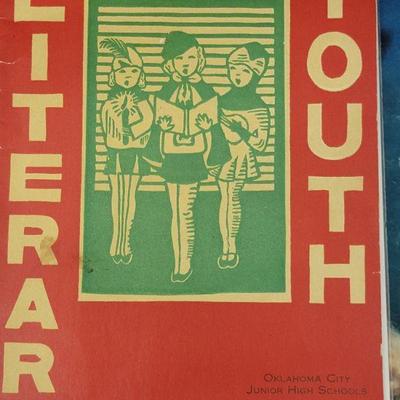 LITERAR
YOUTH
OKLAHOMA CITY
JUNIOR HIGH SCHOOLS